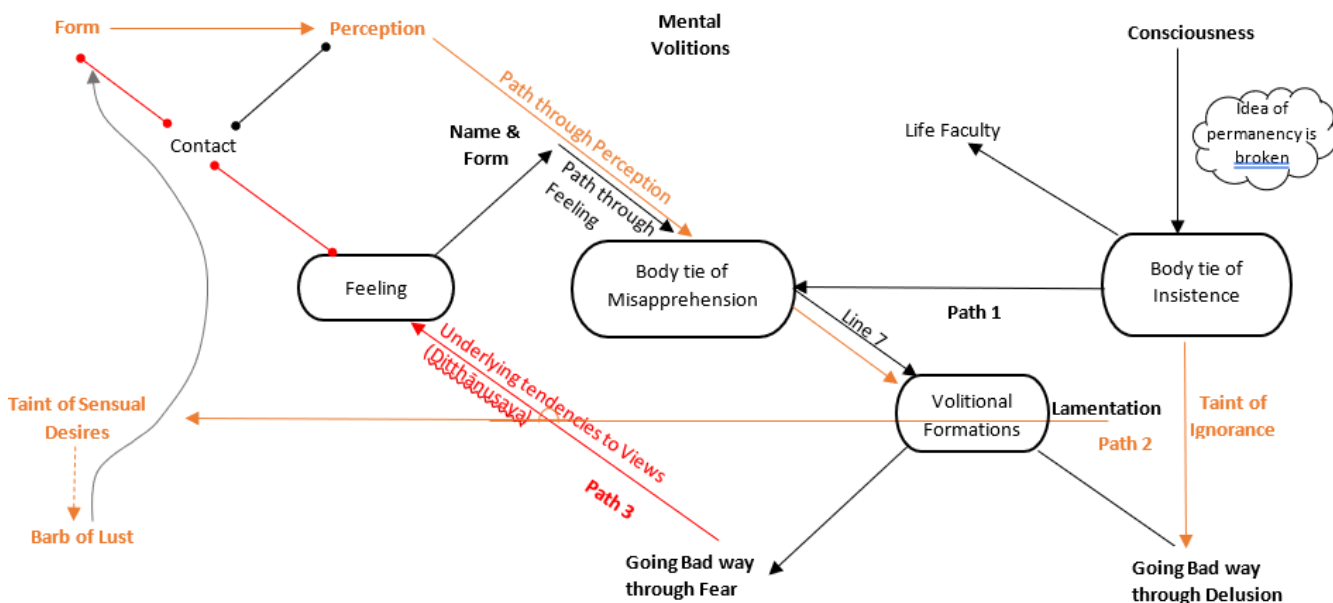 Mental
Volitions
Form
Perception
Consciousness
Idea of
permanency is
broken
Path through Perception
Name &
Form
Life Faculty
Contact
Path through
Feeling
Feeling
Body tie of
Misapprehension
Body tie of
Insistence
Path 1
Line 7
Underlying tendencies to Views
(Ditthānusaya)
Taint of Sensual
Desires
Volitional
Formations
Lamentation
Path 2
Taint of
Ignorance
Path 3
Barb of Lust
Going Bad way
through Fear
Going Bad way
through Delusion